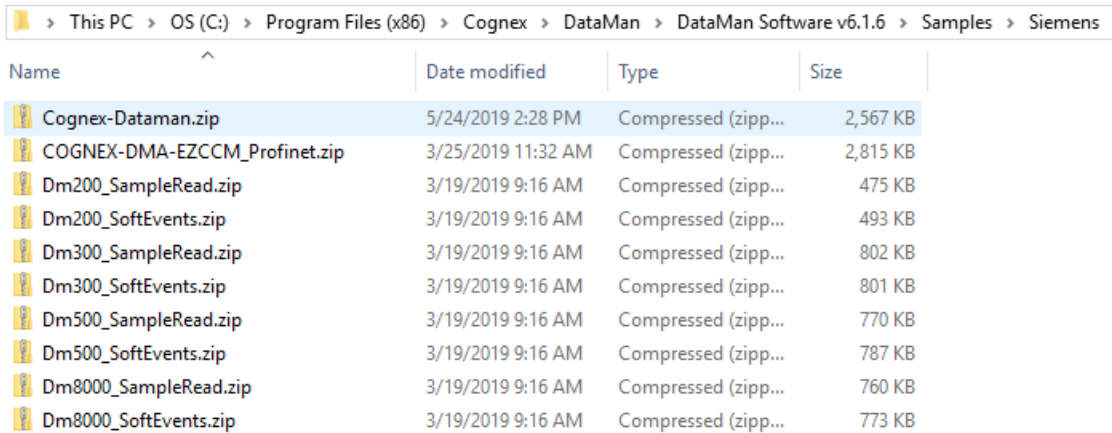 This PC > OS (C:) > Program Files (x86) > Cognex > DataMan > DataMan Software v6.1.6 > Samples > Siemens
Name Date modified Type Size
Cognex-Dataman.zip 5/24/2019 2:28 PM Compressed (zipp... 2,567 KB
COGNEX-DMA-EZCCM_Profinet.zip 3/25/2019 11:32 AM Compressed (zipp... 2,815 KB
Dm200_SampleRead.zip 3/19/2019 9:16 AM Compressed (zipp... 475 KB
Dm200_SoftEvents.zip 3/19/2019 9:16 AM Compressed (zipp... 493 KB
Dm300_SampleRead.zip 3/19/2019 9:16 AM Compressed (zipp... 802 KB
Dm300_SoftEvents.zip 3/19/2019 9:16 AM Compressed (zipp... 801 KB
Dm500_SampleRead.zip 3/19/2019 9:16 AM Compressed (zipp... 770 KB
Dm500_SoftEvents.zip 3/19/2019 9:16 AM Compressed (zipp... 787 KB
Dm8000_SampleRead.zip 3/19/2019 9:16 AM Compressed (zipp... 760 KB
Dm8000_SoftEvents.zip 3/19/2019 9:16 AM Compressed (zipp... 773 KB